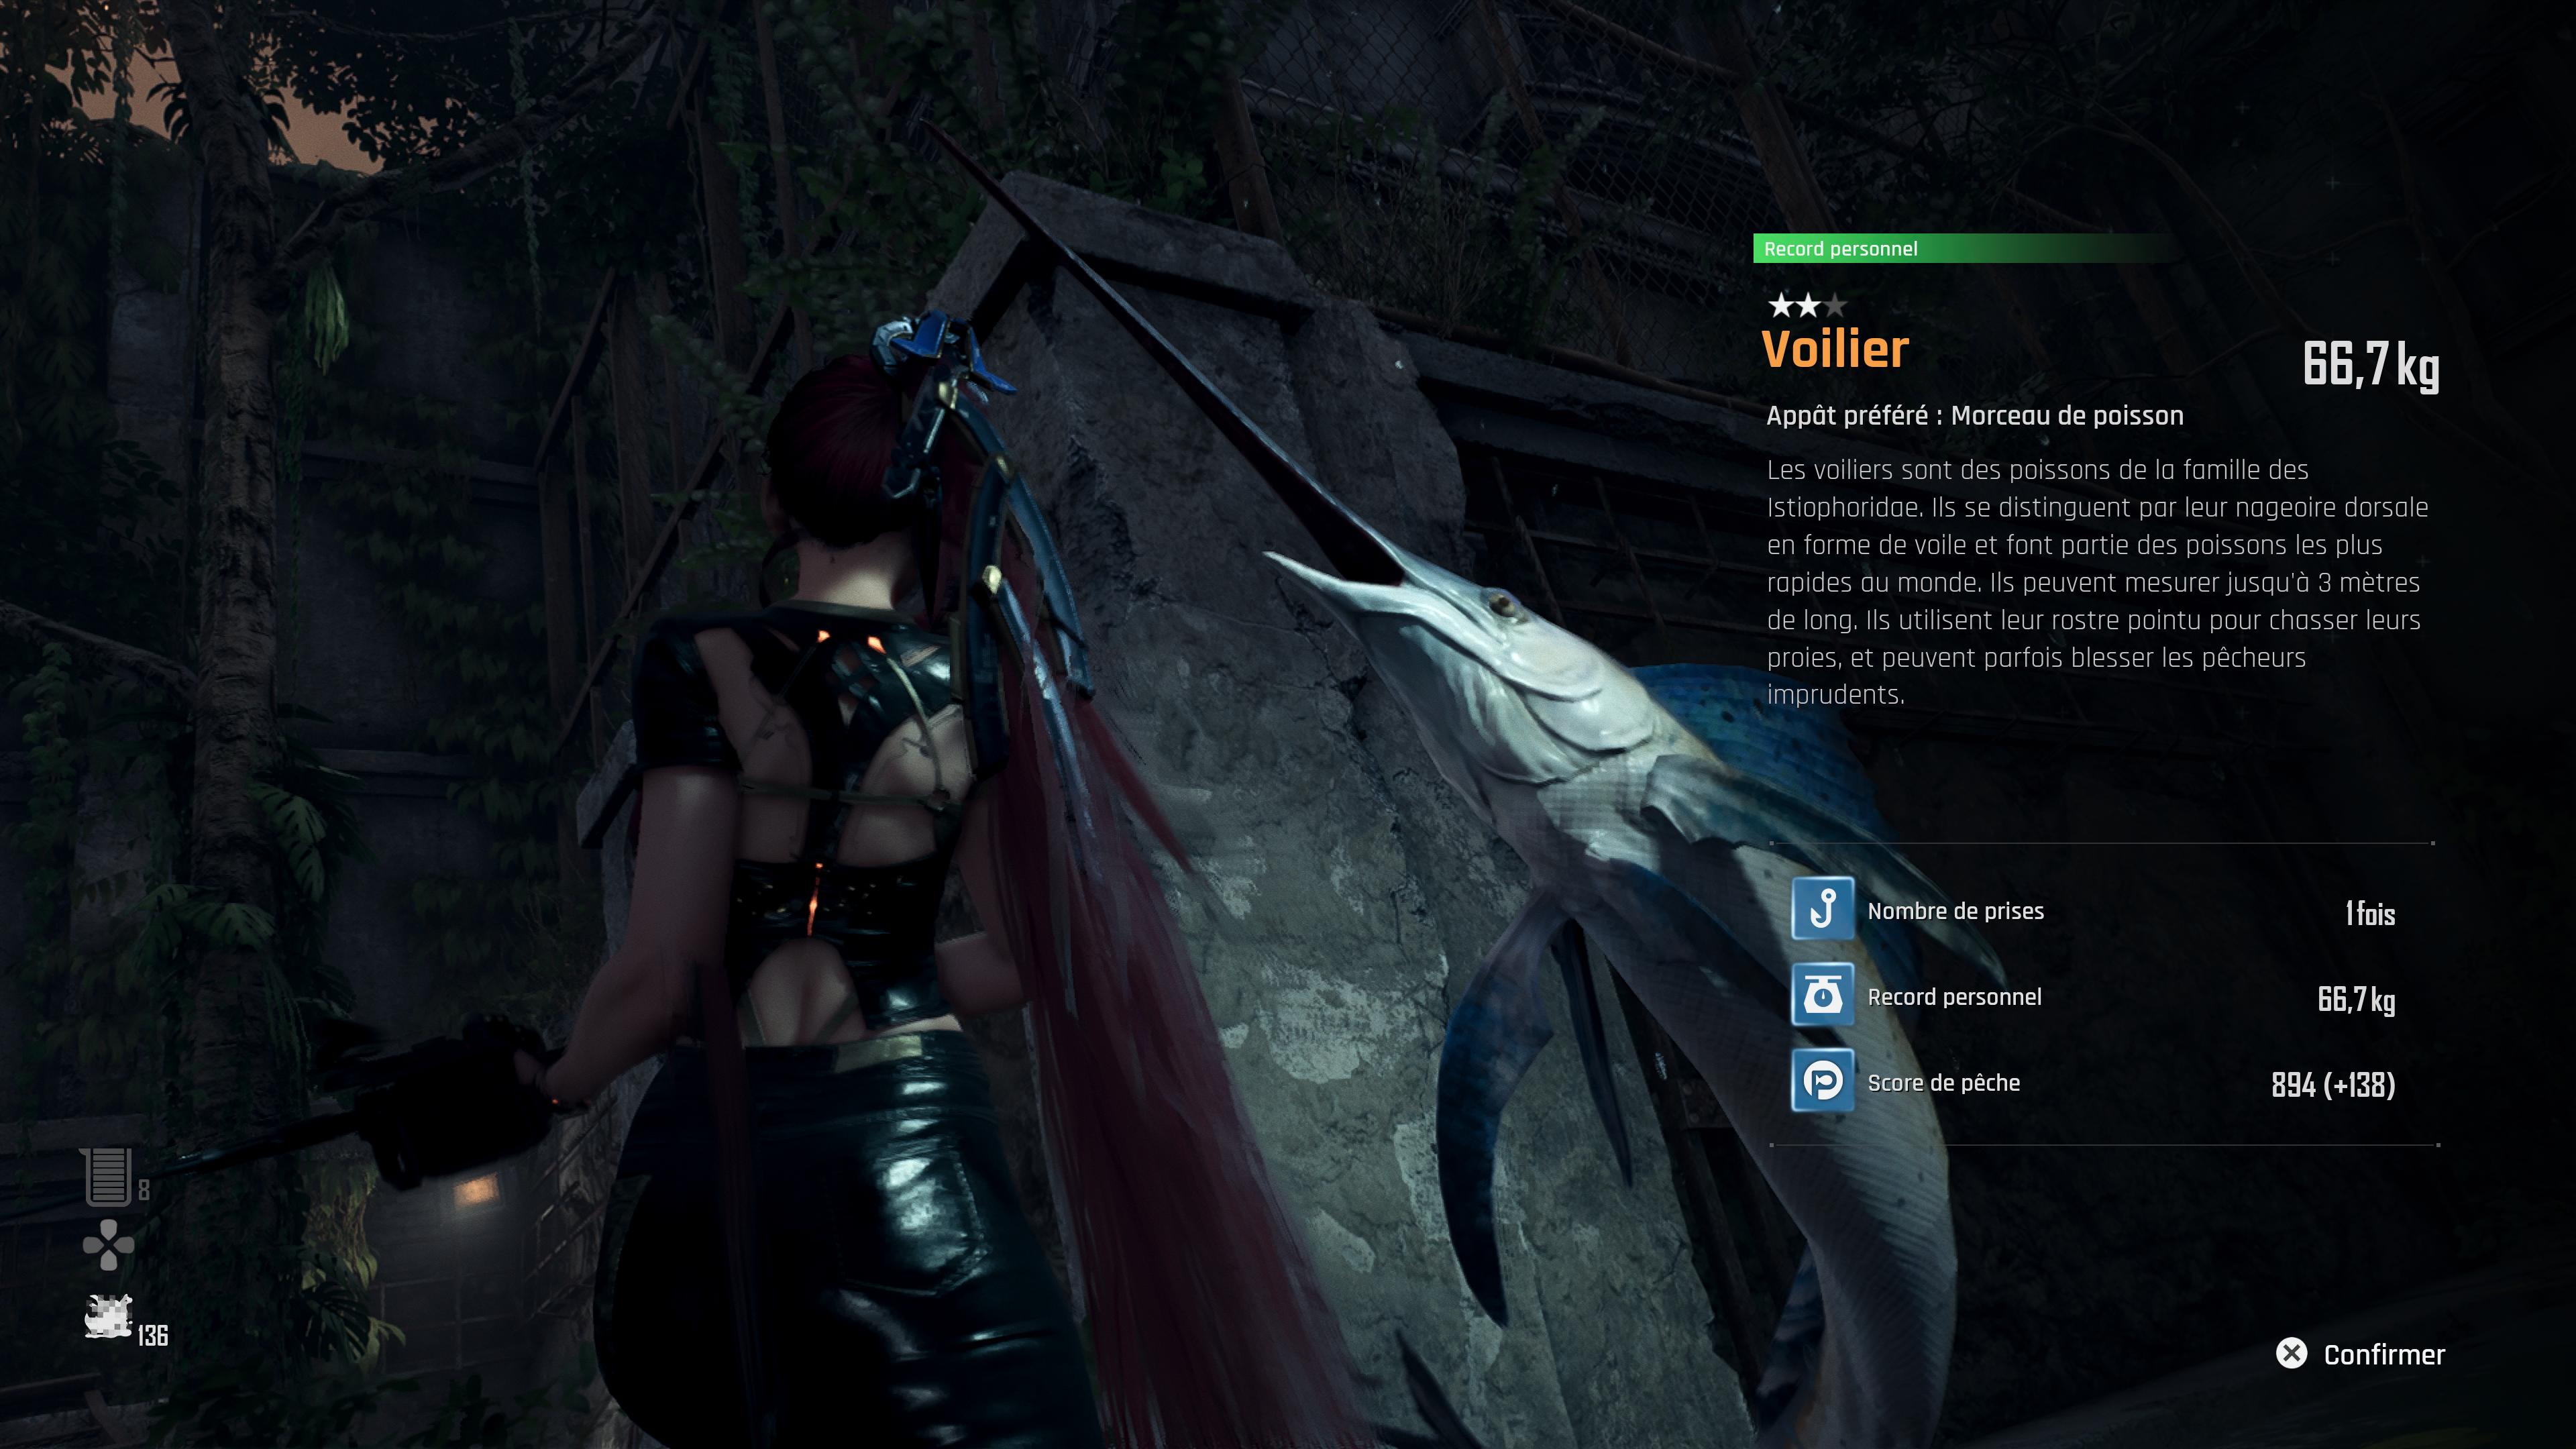 Record personnel
Voilier
66,7 kg
Appât préféré : Morceau de poisson
Les voiliers sont des poissons de la famille des
Istiophoridae. Ils se distinguent par leur nageoire dorsale
en forme de voile et font partie des poissons les plus
rapides au monde. Ils peuvent mesurer jusqu'à 3 mètres
de long. Ils utilisent leur rostre pointu pour chasser leurs
proies, et peuvent parfois blesser les pêcheurs
imprudents.
Nombre de prises 1 fois
Record personnel 66,7 kg
Score de pêche 894 (+138)
8
136
Confirmer